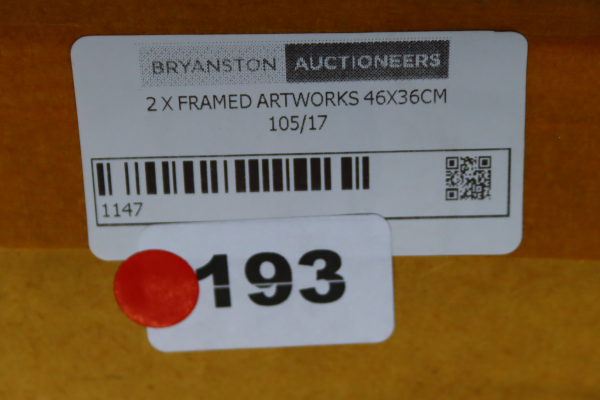 BRYANSTON AUCTIONEERS
2 X FRAMED ARTWORKS 46X36CM
105/17
1147
193